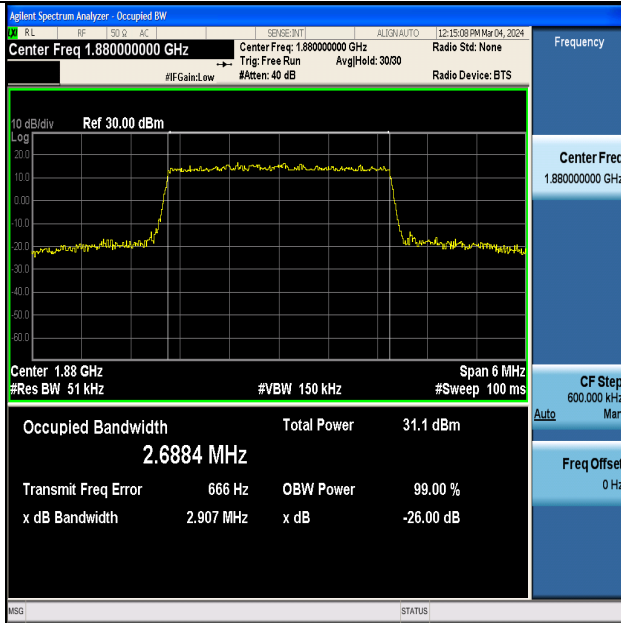 Agilent Spectrum Analyzer - Occupied BW
RL RF 50 Ω AC SENSE:INT ALIGN AUTO 12:15:08 PM Mar 04, 2024
Center Freq 1.880000000 GHz Center Freq: 1.880000000 GHz Radio Std: None
Trig: Free Run Avg|Hold: 30/30
#IFGain:Low #Atten: 40 dB Radio Device: BTS
Frequency
10 dB/div Ref 30.00 dBm
Log
20.0
10.0
0.00
-10.0
-20.0
-30.0
-40.0
-50.0
-60.0
Center Freq
1.880000000 GHz
Center 1.88 GHz Span 6 MHz
#Res BW 51 kHz #VBW 150 kHz #Sweep 100 ms
CF Step
600.000 kHz
Auto Man
Occupied Bandwidth Total Power 31.1 dBm
2.6884 MHz
Transmit Freq Error 666 Hz OBW Power 99.00 %
x dB Bandwidth 2.907 MHz x dB -26.00 dB
Freq Offset
0 Hz
MSG STATUS